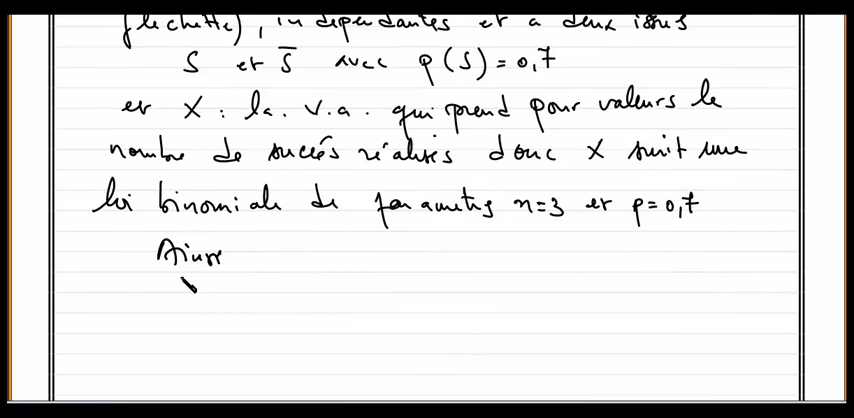 fléchette), indépendantes et a deux issues
S et S̅ avec p(S) = 0,7
et X : la. v.a. qui prend pour valeurs le
nombre de succès réalisés donc X suit une
loi binomiale de paramètres n=3 et p=0,7
Ainsi